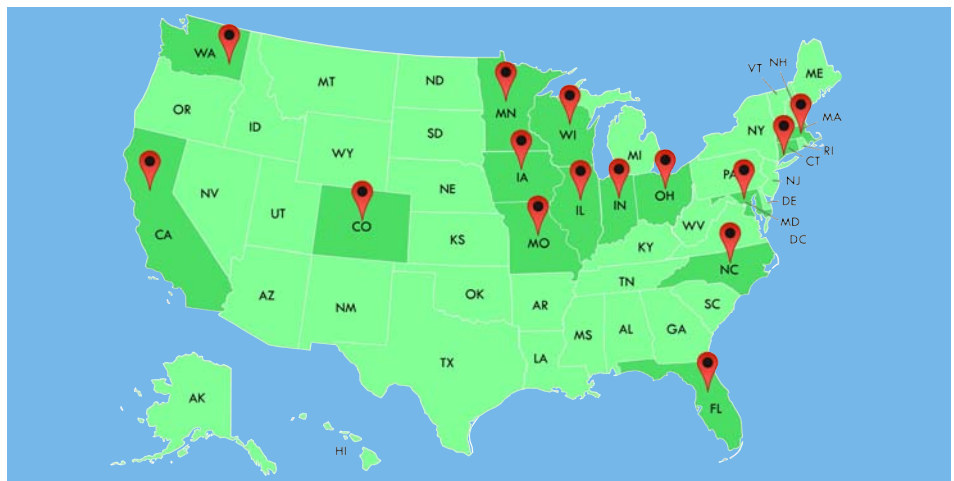 WA
MT
ND
MN
ME
VT
NH
OR
ID
SD
WI
MI
NY
MA
RI
CT
WY
NE
IA
PA
NJ
NV
UT
CO
IL
IN
OH
DE
MD
DC
CA
KS
MO
KY
WV
NC
AZ
NM
OK
AR
TN
SC
MS
AL
GA
TX
LA
FL
AK
HI